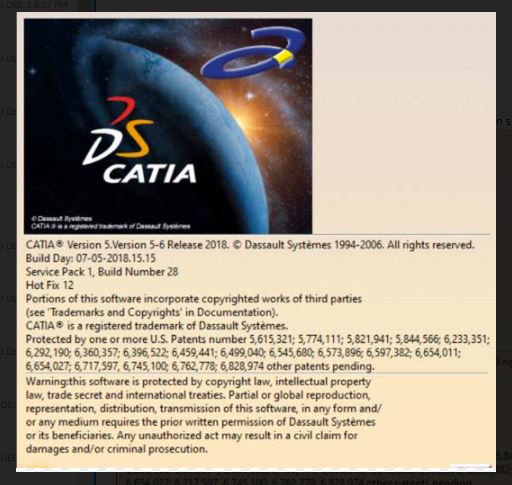 DEC 2 6:37 PM
DS
CATIA
© Dassault Systèmes
CATIA ® is a registered trademark of Dassault Systèmes
CATIA® Version 5.Version 5-6 Release 2018. © Dassault Systèmes 1994-2006. All rights reserved.
Build Day: 07-05-2018.15.15
Service Pack 1, Build Number 28
Hot Fix 12
Portions of this software incorporate copyrighted works of third parties
(see 'Trademarks and Copyrights' in Documentation).
CATIA® is a registered trademark of Dassault Systèmes.
Protected by one or more U.S. Patents number 5,615,321; 5,774,111; 5,821,941; 5,844,566; 6,233,351;
6,292,190; 6,360,357; 6,396,522; 6,459,441; 6,499,040; 6,545,680; 6,573,896; 6,597,382; 6,654,011;
6,654,027; 6,717,597, 6,745,100; 6,762,778; 6,828,974 other patents pending.
Warning:this software is protected by copyright law, intellectual property
law, trade secret and international treaties. Partial or global reproduction,
representation, distribution, transmission of this software, in any form and/
or any medium requires the prior written permission of Dassault Systèmes
or its beneficiaries. Any unauthorized act may result in a civil claim for
damages and/or criminal prosecution.
6,654,027; 6,717,597, 6,745,100; 6,762,778; 6,828,974 other patents pending.